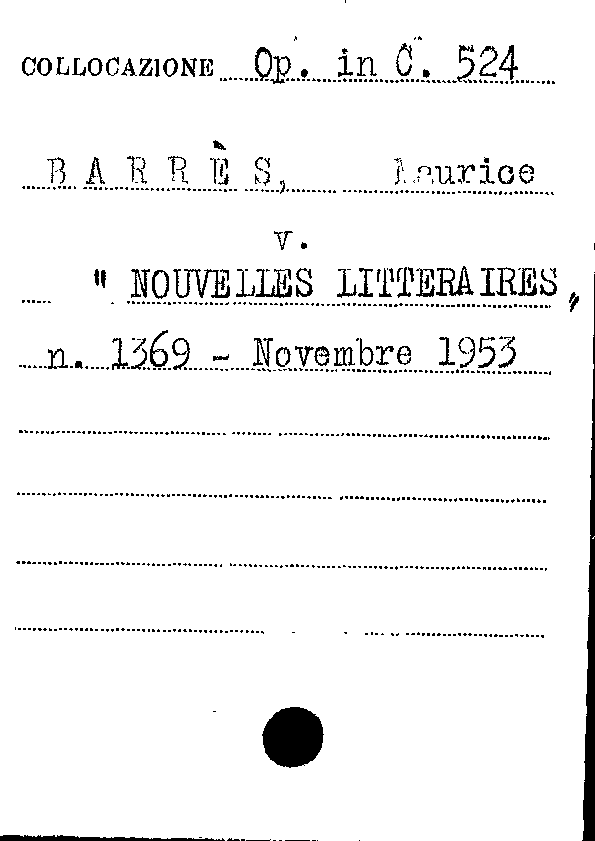 COLLOCAZIONE Op. in C. 524
BARRÈS, Maurice
v.
" NOUVELLES LITTERAIRES,,
n. 1369 - Novembre 1953